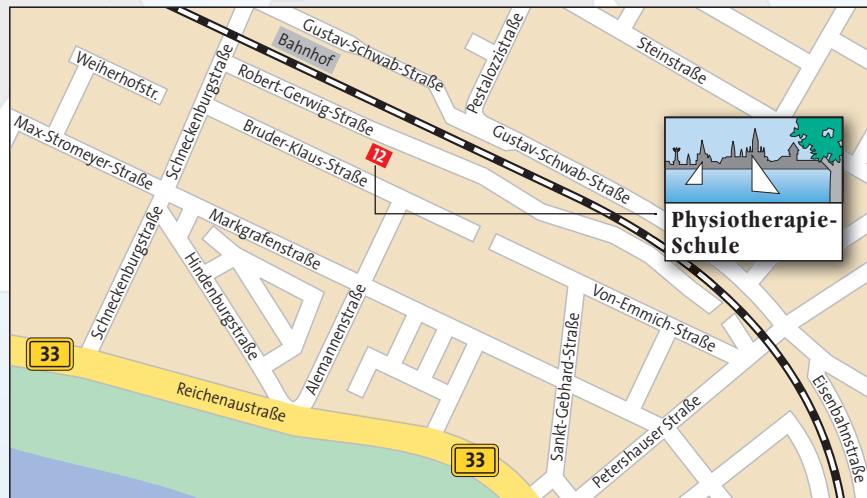 Gustav-Schwab-Straße
Bahnhof
Pestalozzistraße
Steinstraße
Weiherhofstr.
Schneckenburgstraße
Robert-Gerwig-Straße
Max-Stromeyer-Straße
Bruder-Klaus-Straße
12
Gustav-Schwab-Straße
Physiotherapie-
Schule
Markgrafenstraße
Schneckenburgstraße
Hindenburgstraße
Alemannenstraße
Von-Emmich-Straße
Sankt-Gebhard-Straße
33
Reichenaustraße
Eisenbahnstraße
Petershauser Straße
33